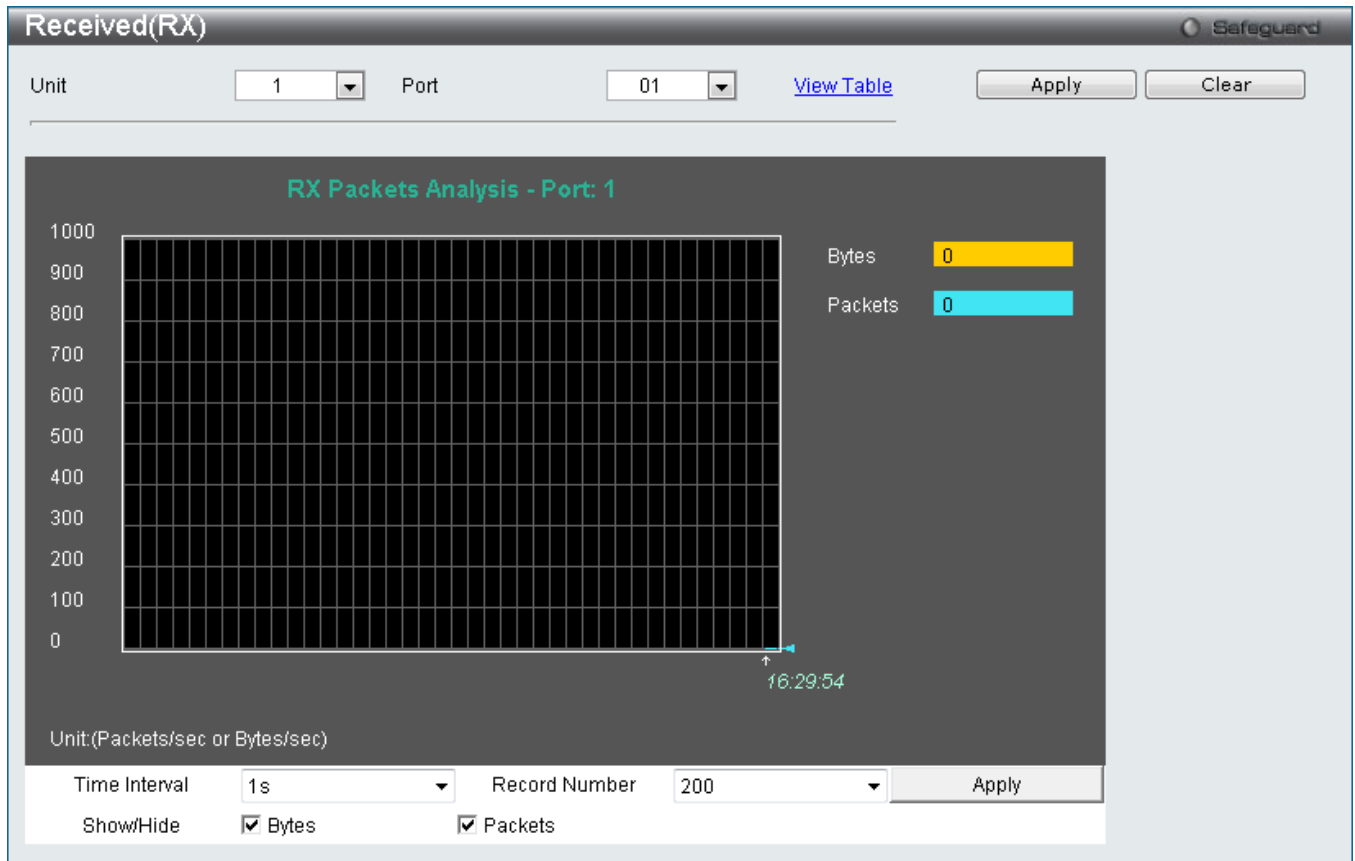 Received(RX)
Safeguard
Unit 1 Port 01 View Table Apply Clear
RX Packets Analysis - Port: 1
1000
900
800
700
600
500
400
300
200
100
0
Bytes 0
Packets 0
16:29:54
Unit:(Packets/sec or Bytes/sec)
Time Interval 1s Record Number 200 Apply
Show/Hide Bytes Packets